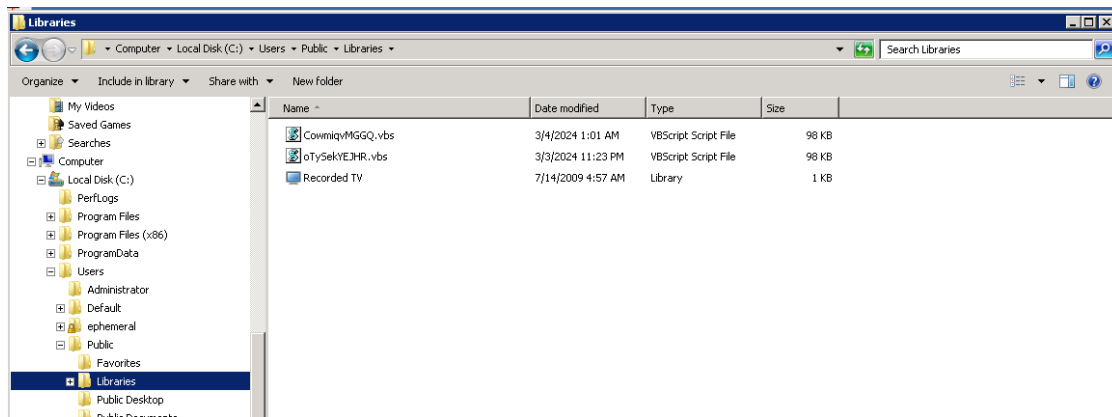 Libraries
Computer Local Disk (C:) Users Public Libraries
Search Libraries
Organize Include in library Share with New folder
My Videos
Saved Games
Searches
Computer
Local Disk (C:)
PerfLogs
Program Files
Program Files (x86)
ProgramData
Users
Administrator
Default
ephemeral
Public
Favorites
Libraries
Public Desktop
Public Documents
Name Date modified Type Size
CowmiqvMGGQ.vbs 3/4/2024 1:01 AM VBScript Script File 98 KB
oTySekYEJHR.vbs 3/3/2024 11:23 PM VBScript Script File 98 KB
Recorded TV 7/14/2009 4:57 AM Library 1 KB